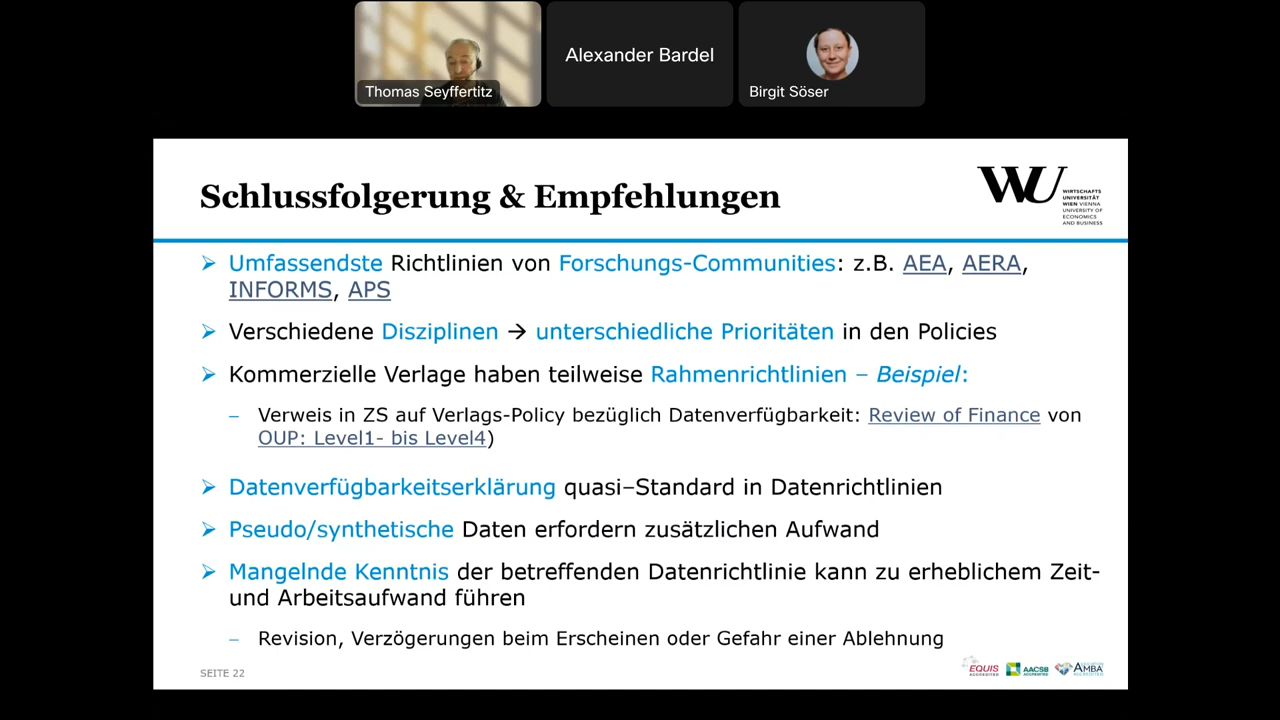 Thomas Seyffertitz
Alexander Bardel
Birgit Söser
Schlussfolgerung & Empfehlungen
WU
WIRTSCHAFTS
UNIVERSITÄT
WIEN VIENNA
UNIVERSITY OF
ECONOMICS
AND BUSINESS
➢ Umfassendste Richtlinien von Forschungs-Communities: z.B. AEA, AERA,
INFORMS, APS
➢ Verschiedene Disziplinen → unterschiedliche Prioritäten in den Policies
➢ Kommerzielle Verlage haben teilweise Rahmenrichtlinien – Beispiel:
– Verweis in ZS auf Verlags-Policy bezüglich Datenverfügbarkeit: Review of Finance von
OUP: Level1- bis Level4)
➢ Datenverfügbarkeitserklärung quasi–Standard in Datenrichtlinien
➢ Pseudo/synthetische Daten erfordern zusätzlichen Aufwand
➢ Mangelnde Kenntnis der betreffenden Datenrichtlinie kann zu erheblichem Zeit-
und Arbeitsaufwand führen
– Revision, Verzögerungen beim Erscheinen oder Gefahr einer Ablehnung
SEITE 22
EQUIS
ACCREDITED
AACSB
ACCREDITED
AMBA
ACCREDITED